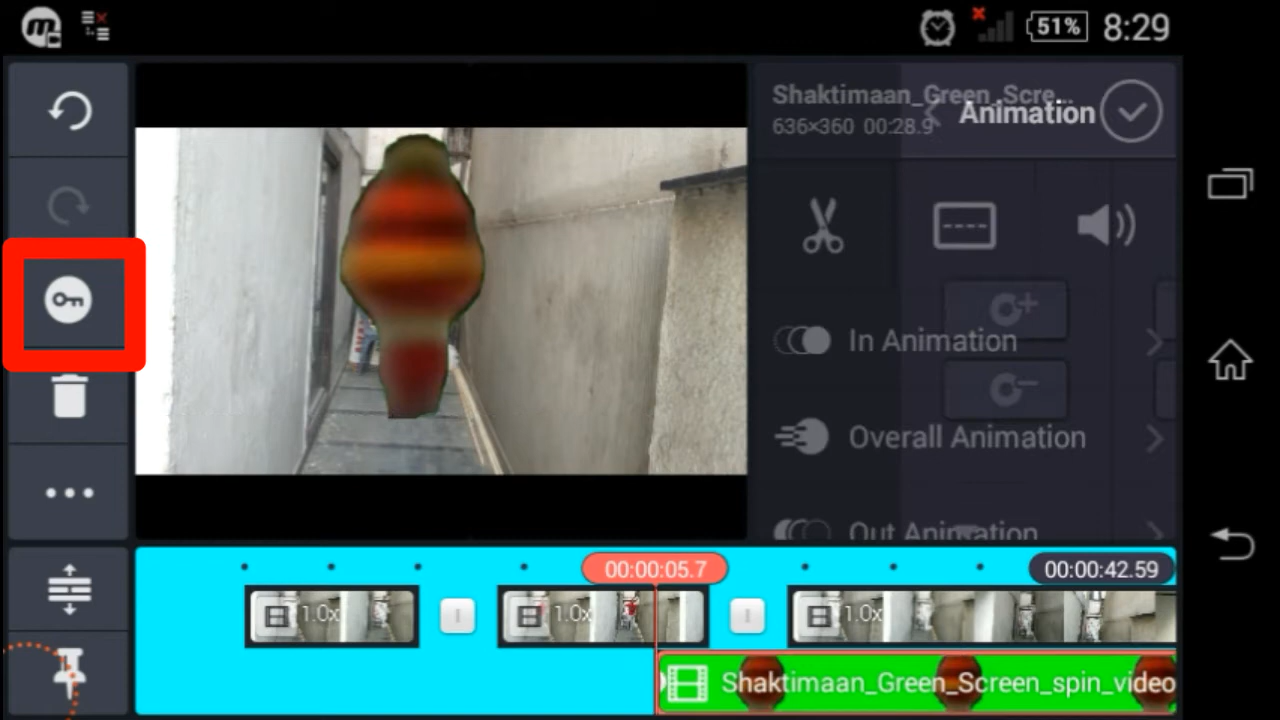 51% 8:29
Shaktimaan_Green_Scre...
636×360 00:28.9
Animation
In Animation
Overall Animation
Out Animation
00:00:05.7
00:00:42.59
1.0x
1.0x
1.0x
Shaktimaan_Green_Screen_spin_video